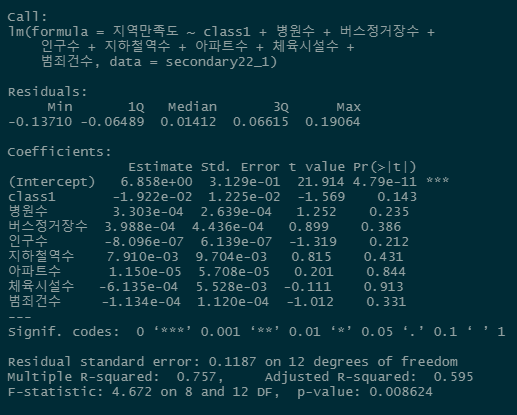 Call:
lm(formula = 지역만족도 ~ class1 + 병원수 + 버스정거장수 +
인구수 + 지하철역수 + 아파트수 + 체육시설수 +
범죄건수, data = secondary22_1)
Residuals:
Min 1Q Median 3Q Max
-0.13710 -0.06489 0.01412 0.06615 0.19064
Coefficients:
Estimate Std. Error t value Pr(>|t|)
(Intercept) 6.858e+00 3.129e-01 21.914 4.79e-11 ***
class1 -1.922e-02 1.225e-02 -1.569 0.143
병원수 3.303e-04 2.639e-04 1.252 0.235
버스정거장수 3.988e-04 4.436e-04 0.899 0.386
인구수 -8.096e-07 6.139e-07 -1.319 0.212
지하철역수 7.910e-03 9.704e-03 0.815 0.431
아파트수 1.150e-05 5.708e-05 0.201 0.844
체육시설수 -6.135e-04 5.528e-03 -0.111 0.913
범죄건수 -1.134e-04 1.120e-04 -1.012 0.331
---
Signif. codes: 0 ‘***’ 0.001 ‘**’ 0.01 ‘*’ 0.05 ‘.’ 0.1 ‘ ’ 1
Residual standard error: 0.1187 on 12 degrees of freedom
Multiple R-squared: 0.757, Adjusted R-squared: 0.595
F-statistic: 4.672 on 8 and 12 DF, p-value: 0.008624